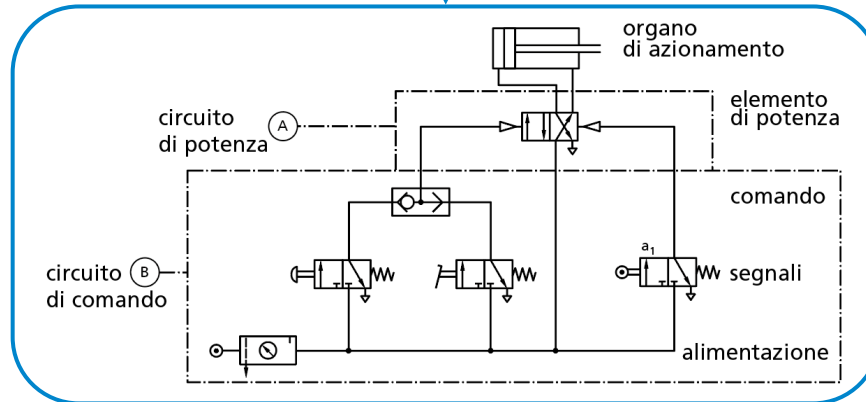 organo
di azionamento
elemento
di potenza
circuito
di potenza
A
comando
a1
segnali
circuito
di comando
B
alimentazione